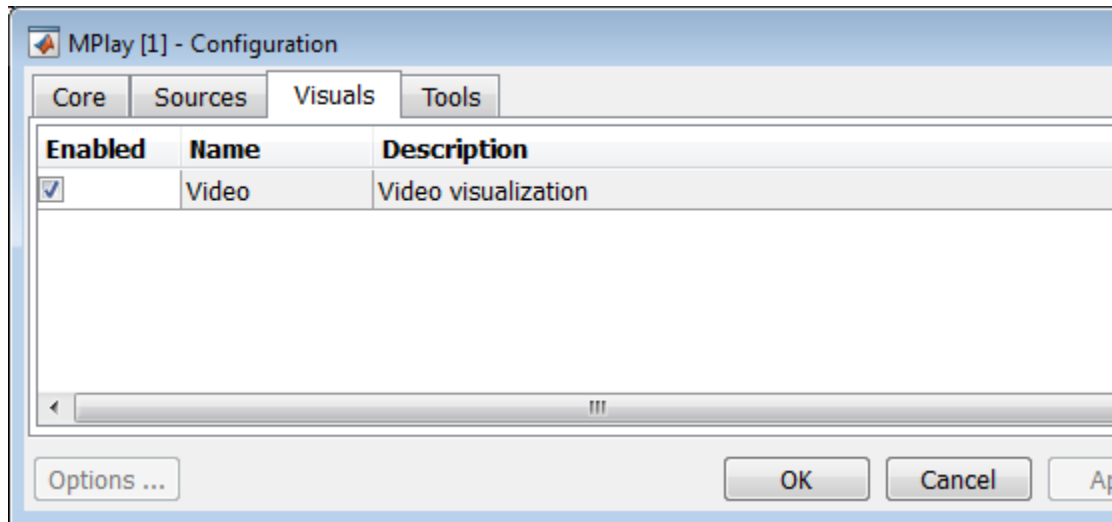 MPlay [1] - Configuration
Core Sources Visuals Tools
Enabled Name Description
Video Video visualization
Options ... OK Cancel